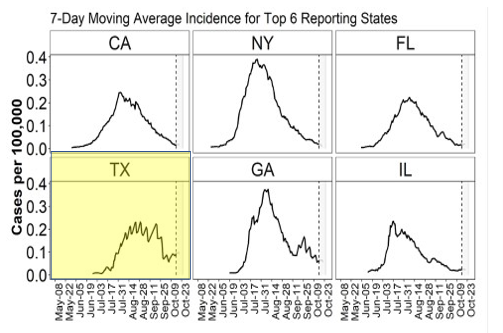 7-Day Moving Average Incidence for Top 6 Reporting States
CA NY FL
Cases per 100,000
0.4
0.3
0.2
0.1
0.0
TX GA IL
0.4
0.3
0.2
0.1
0.0
May-08 May-22 Jun-05 Jun-19 Jul-03 Jul-17 Jul-31 Aug-14 Aug-28 Sep-11 Sep-25 Oct-09 Oct-23
May-08 May-22 Jun-05 Jun-19 Jul-03 Jul-17 Jul-31 Aug-14 Aug-28 Sep-11 Sep-25 Oct-09 Oct-23
May-08 May-22 Jun-05 Jun-19 Jul-03 Jul-17 Jul-31 Aug-14 Aug-28 Sep-11 Sep-25 Oct-09 Oct-23